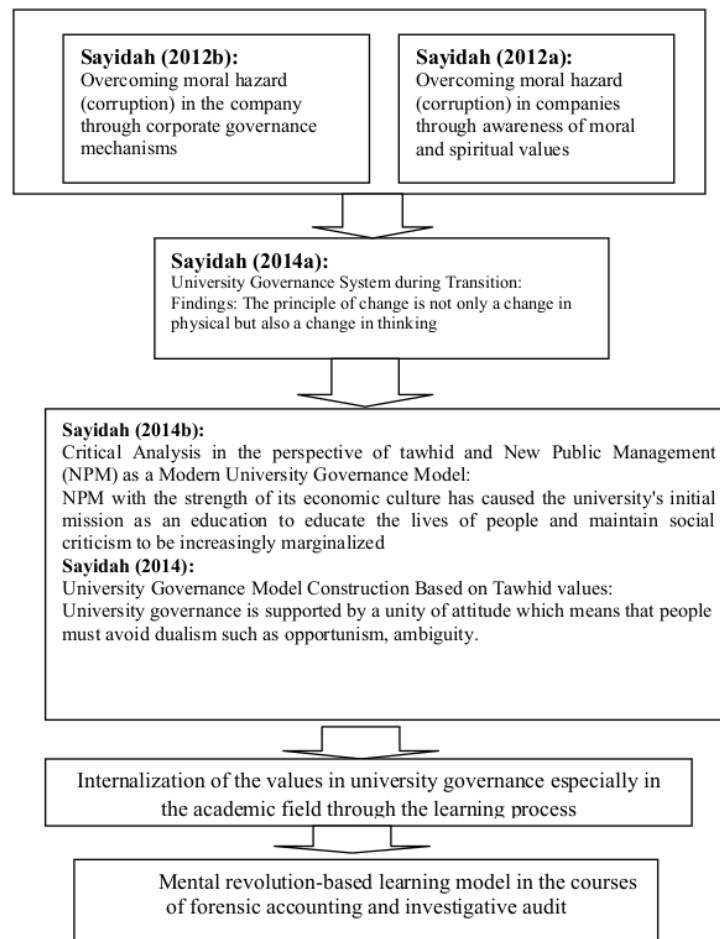 Sayidah (2012b):
Overcoming moral hazard
(corruption) in the company
through corporate governance
mechanisms
Sayidah (2012a):
Overcoming moral hazard
(corruption) in companies
through awareness of moral
and spiritual values
Sayidah (2014a):
University Governance System during Transition:
Findings: The principle of change is not only a change in
physical but also a change in thinking
Sayidah (2014b):
Critical Analysis in the perspective of tawhid and New Public Management
(NPM) as a Modern University Governance Model:
NPM with the strength of its economic culture has caused the university's initial
mission as an education to educate the lives of people and maintain social
criticism to be increasingly marginalized
Sayidah (2014):
University Governance Model Construction Based on Tawhid values:
University governance is supported by a unity of attitude which means that people
must avoid dualism such as opportunism, ambiguity.
Internalization of the values in university governance especially in
the academic field through the learning process
Mental revolution-based learning model in the courses
of forensic accounting and investigative audit